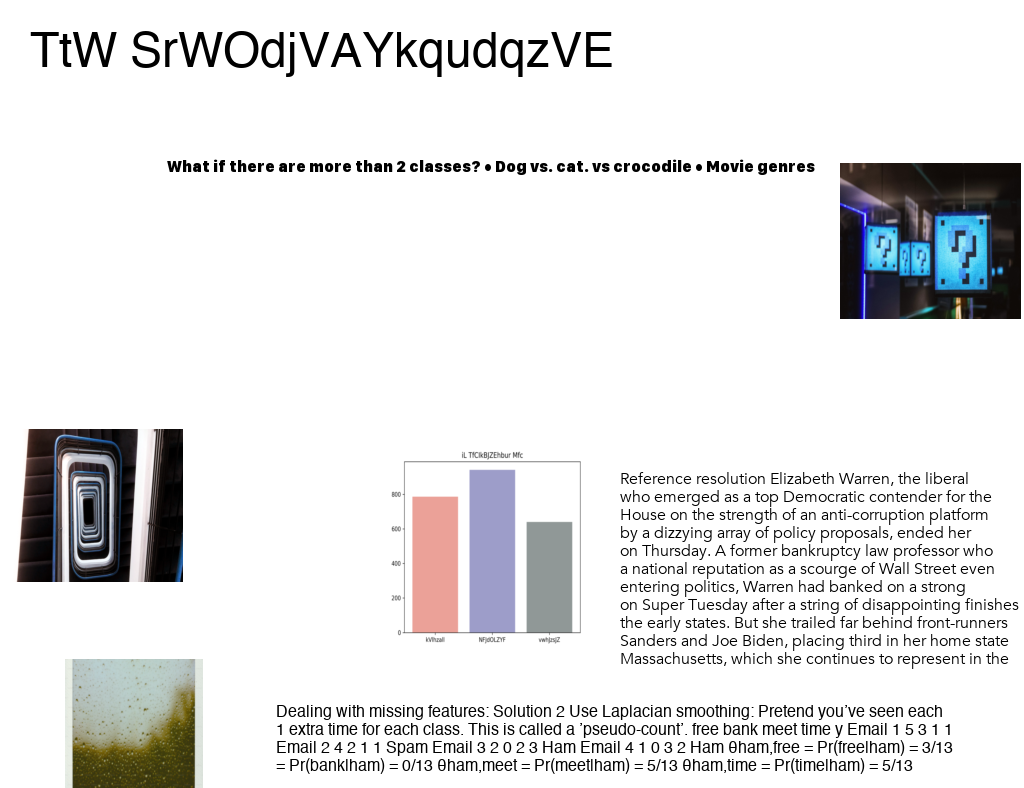 TtW SrWOdjVAYkqudqzVE
What if there are more than 2 classes? • Dog vs. cat. vs crocodile • Movie genres
? ? ? ?
iL TfCIkBJZEhbur Mfc
800
600
400
200
0
NFjdOLZYF
Reference resolution Elizabeth Warren, the liberal
who emerged as a top Democratic contender for the
House on the strength of an anti-corruption platform
by a dizzying array of policy proposals, ended her
on Thursday. A former bankruptcy law professor who
a national reputation as a scourge of Wall Street even
entering politics, Warren had banked on a strong
on Super Tuesday after a string of disappointing finishes
the early states. But she trailed far behind front-runners
Sanders and Joe Biden, placing third in her home state
Massachusetts, which she continues to represent in the
Dealing with missing features: Solution 2 Use Laplacian smoothing: Pretend you've seen each
1 extra time for each class. This is called a 'pseudo-count'. free bank meet time y Email 1 5 3 1 1
Email 2 4 2 1 1 Spam Email 3 2 0 2 3 Ham Email 4 1 0 3 2 Ham θham,free = Pr(free|ham) = 3/13
= Pr(bank|ham) = 0/13 θham,meet = Pr(meet|ham) = 5/13 θham,time = Pr(time|ham) = 5/13